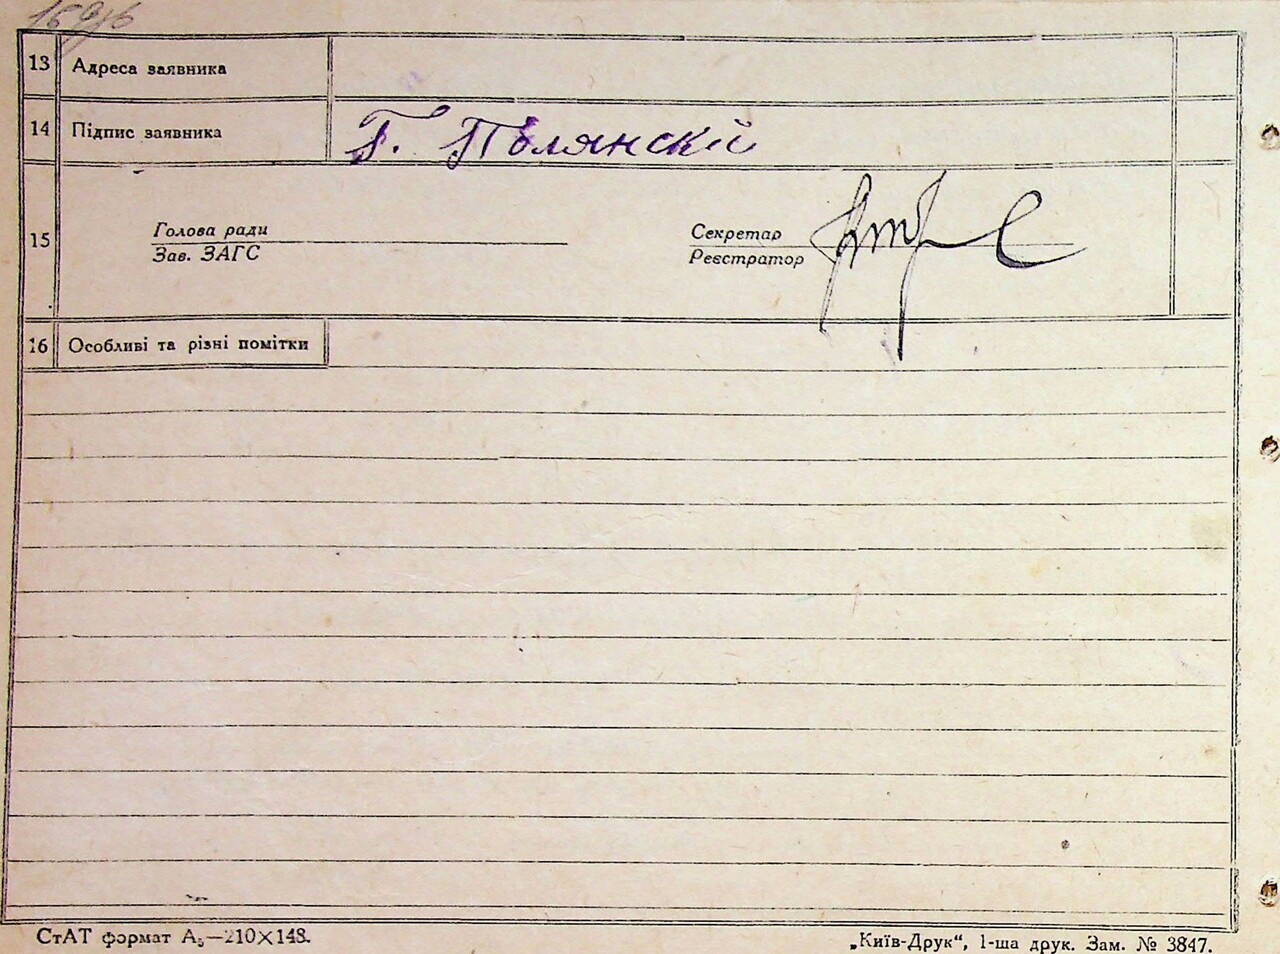 13 Адреса заявника
14 Підпис заявника Г. Пѣлянскй
15 Голова ради Секретар
Зав. ЗАГС Реєстратор
16 Особливі та різні помітки
СтАТ формат А₅—210×148.
„Київ-Друк“, 1-ша друк. Зам. № 3847.